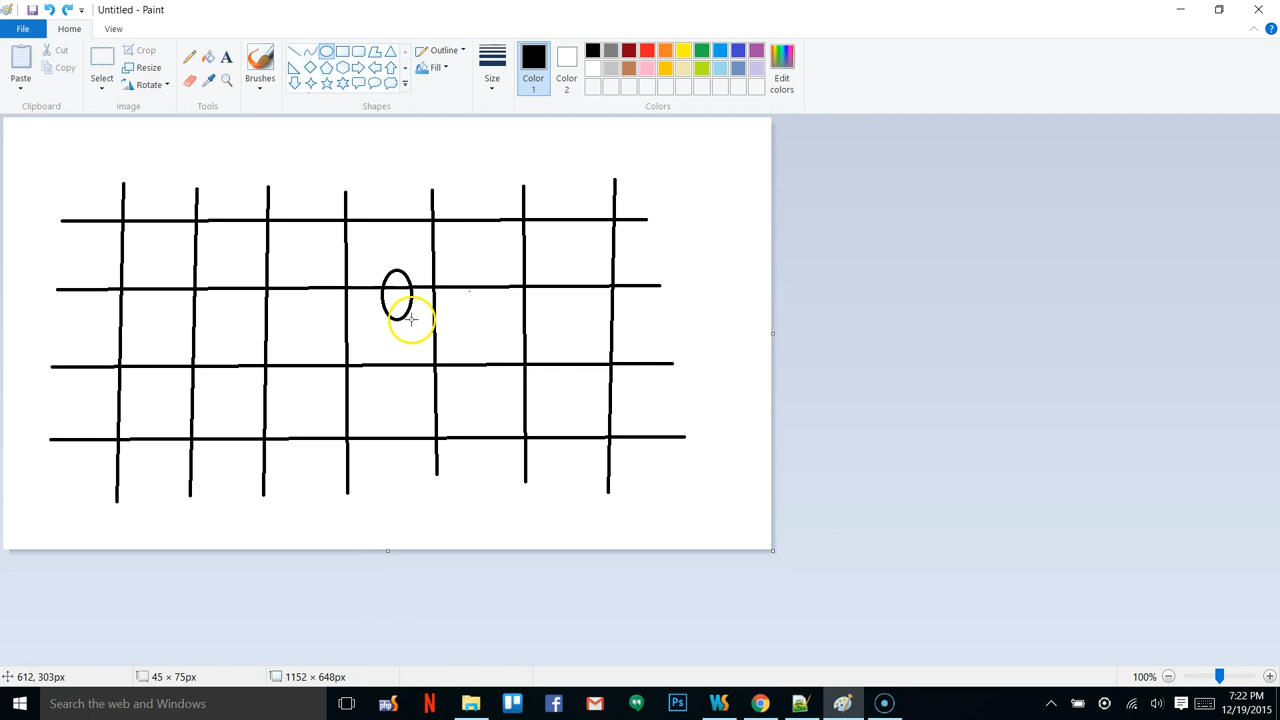 Untitled - Paint
File Home View
Paste
Cut
Copy
Clipboard
Select
Crop
Resize
Rotate
Image
A
Tools
Brushes
Outline
Fill
Shapes
Size
Color 1
Color 2
Edit colors
Colors
612, 303px
45 × 75px
1152 × 648px
100%
Search the web and Windows
7:22 PM
12/19/2015